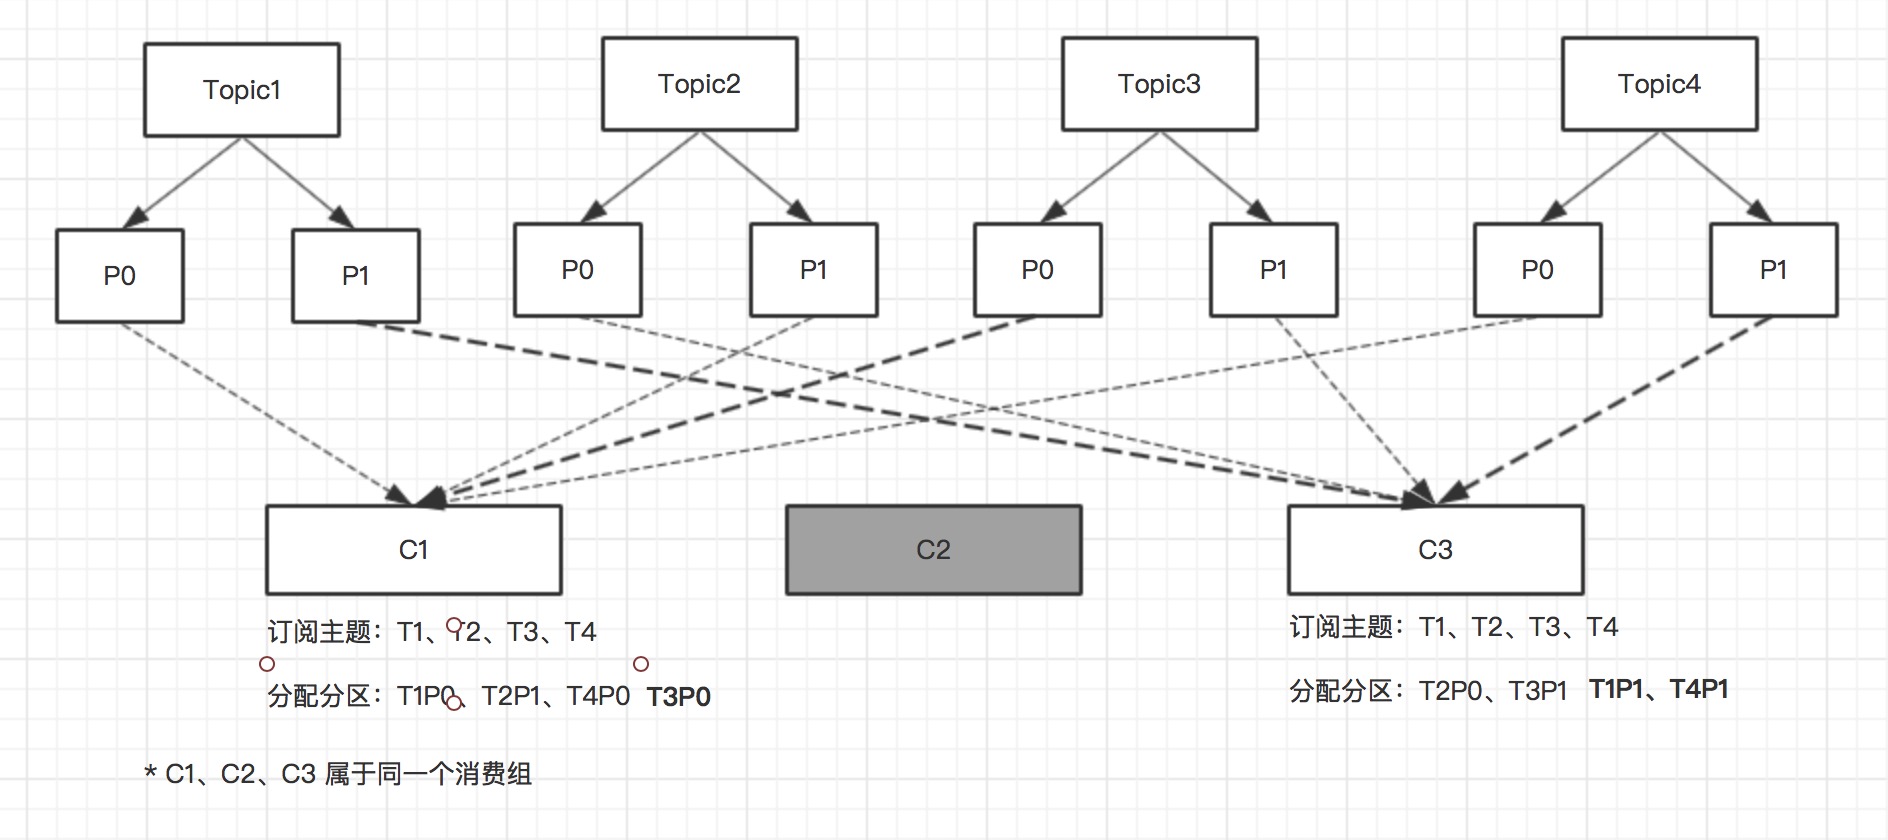 Topic1
Topic2
Topic3
Topic4
P0
P1
P0
P1
P0
P1
P0
P1
C1
C2
C3
订阅主题：T1、T2、T3、T4
分配分区：T1P0、T2P1、T4P0 T3P0
订阅主题：T1、T2、T3、T4
分配分区：T2P0、T3P1 T1P1、T4P1
* C1、C2、C3 属于同一个消费组